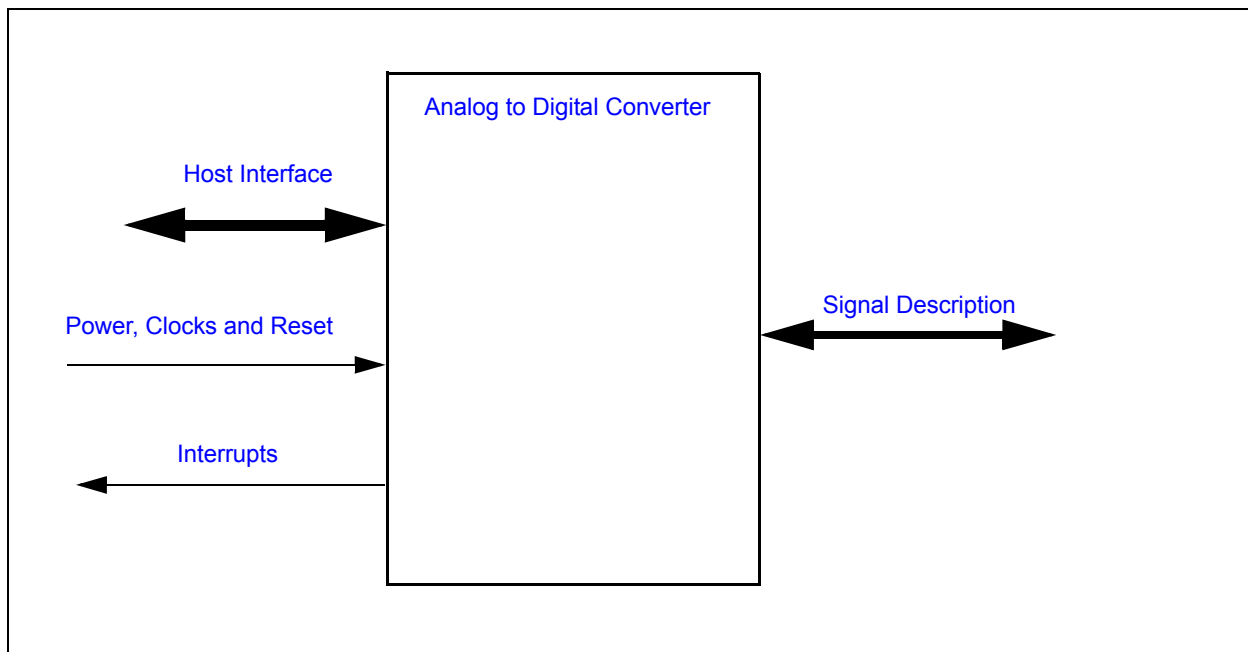 Analog to Digital Converter
Host Interface
Signal Description
Power, Clocks and Reset
Interrupts